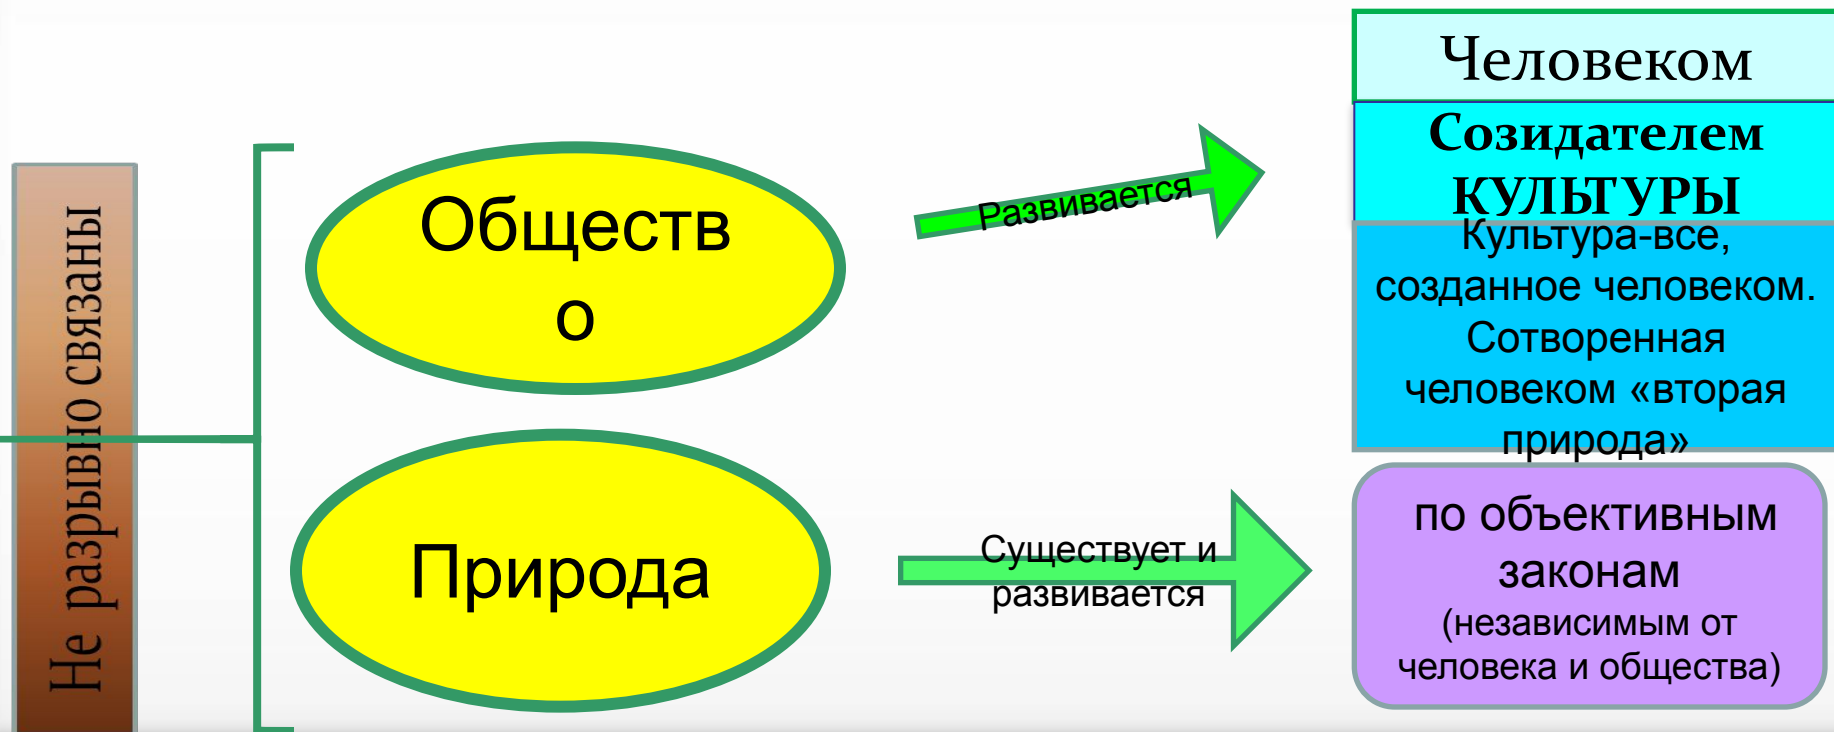 Не разрывно связаны
Обществ
о
Развивается
Человеком
Созидателем
КУЛЬТУРЫ
Культура-все,
созданное человеком.
Сотворенная
человеком «вторая
природа»
Природа
Существует и
развивается
по объективным
законам
(независимым от
человека и общества)